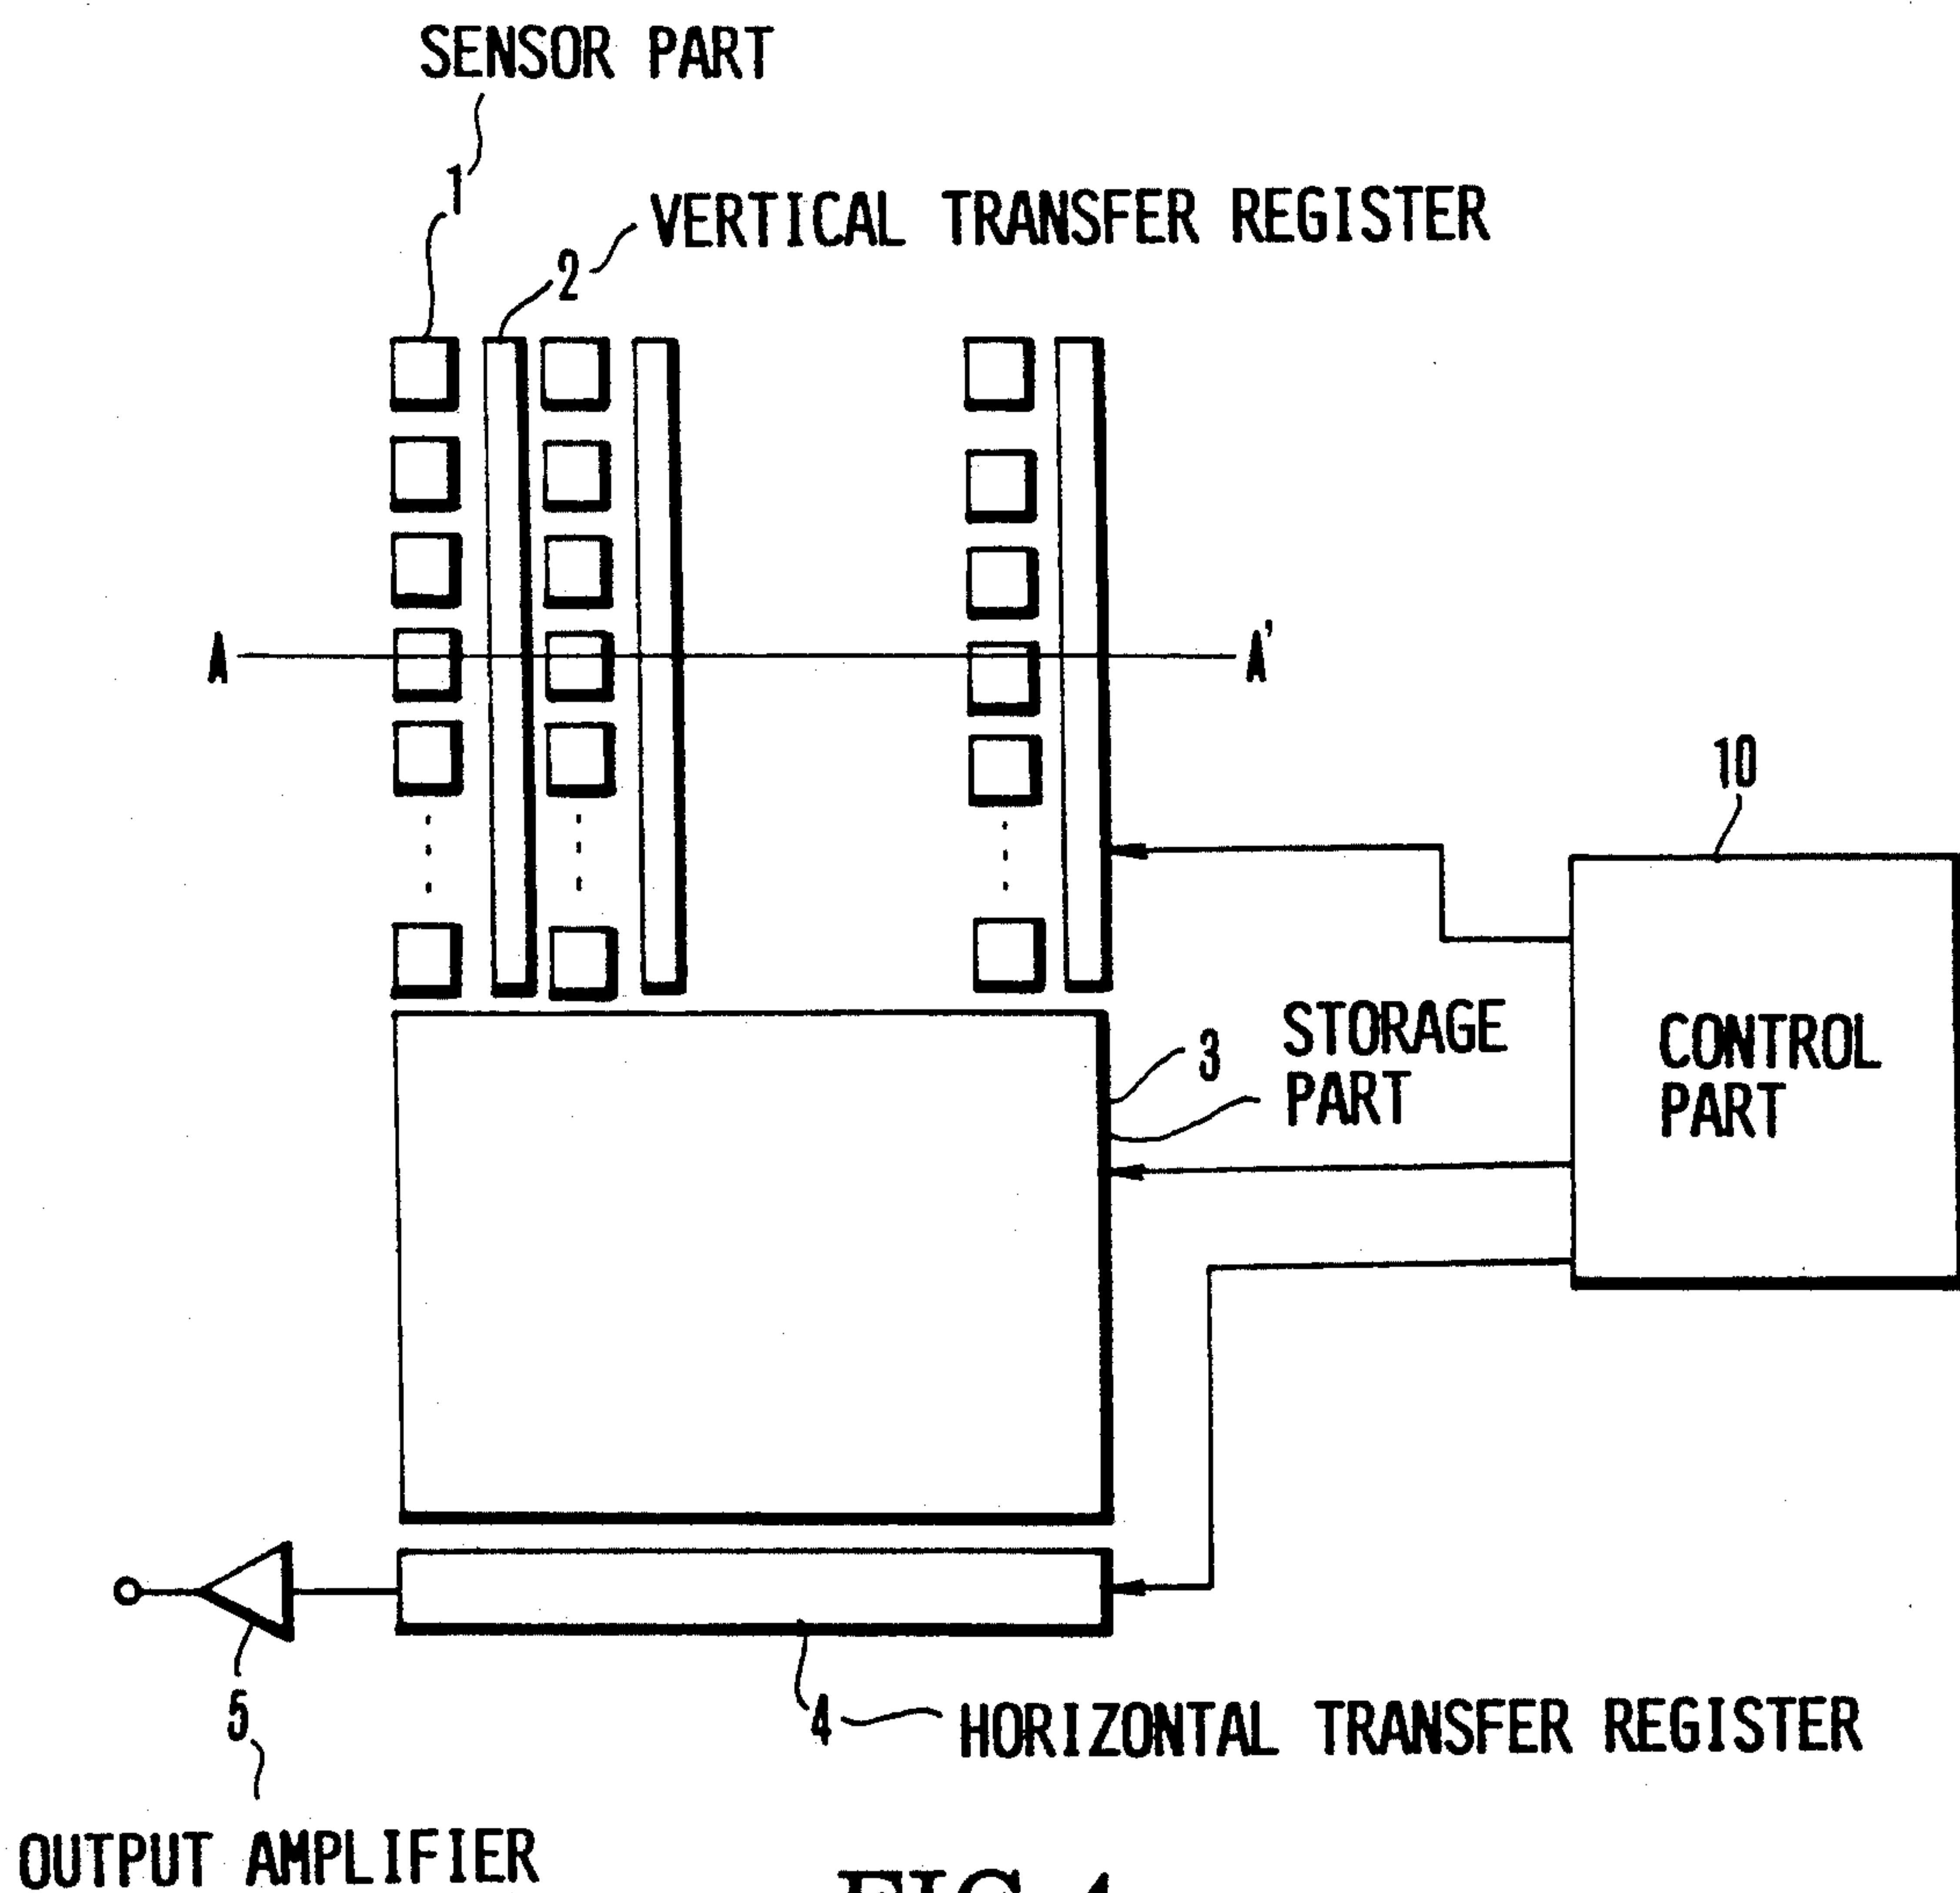 SENSOR PART
1
VERTICAL TRANSFER REGISTER
2
A
A'
10
STORAGE
PART
3
CONTROL
PART
5
4
HORIZONTAL TRANSFER REGISTER
OUTPUT AMPLIFIER